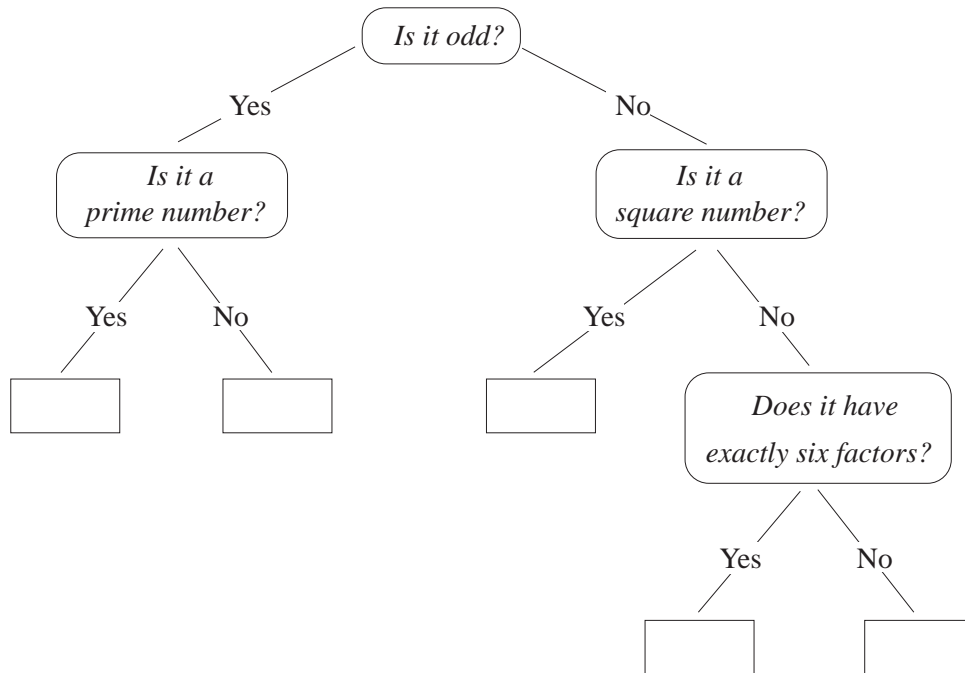 Is it odd?
Yes
No
Is it a
prime number?
Is it a
square number?
Yes
No
Yes
No
Does it have
exactly six factors?
Yes
No